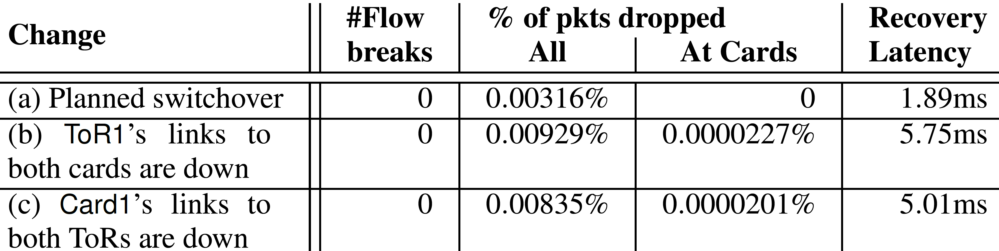 Change #Flow breaks % of pkts dropped Recovery Latency
All At Cards
(a) Planned switchover 0 0.00316% 0 1.89ms
(b) ToR1's links to 0 0.00929% 0.0000227% 5.75ms
both cards are down
(c) Card1's links to 0 0.00835% 0.0000201% 5.01ms
both ToRs are down